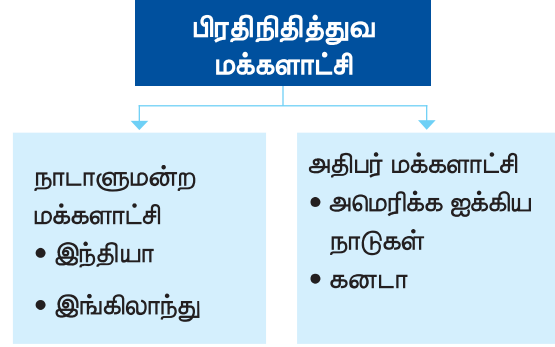 பிரதிநிதித்துவ
மக்களாட்சி
நாடாளுமன்ற
மக்களாட்சி
• இந்தியா
• இங்கிலாந்து
அதிபர் மக்களாட்சி
• அமெரிக்க ஐக்கிய
நாடுகள்
• கனடா